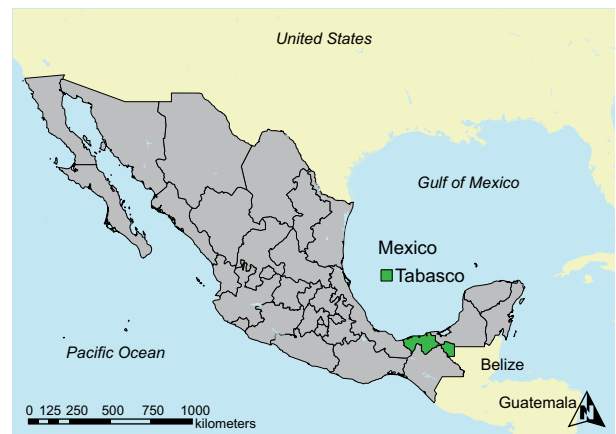 United States
Gulf of Mexico
Mexico
Tabasco
Pacific Ocean
Belize
Guatemala
N
0 125 250 500 750 1000
kilometers